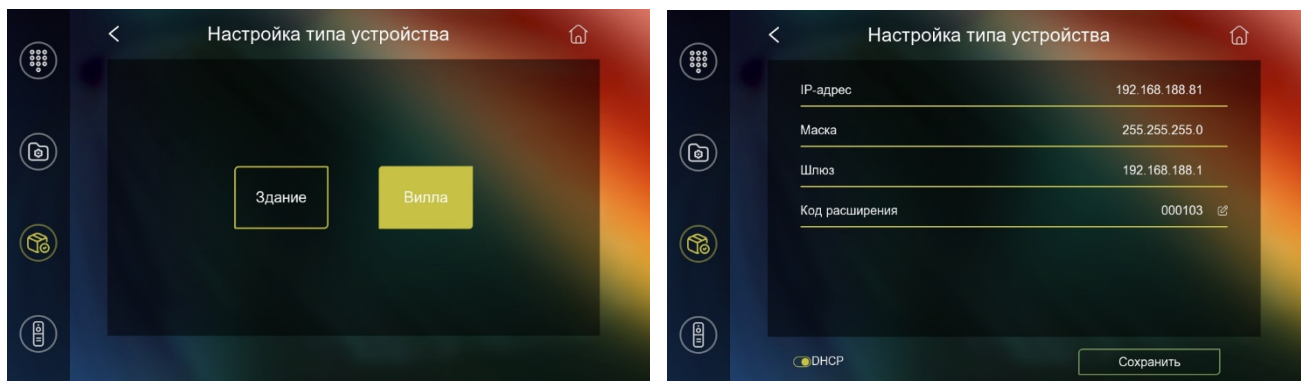 Настройка типа устройства
Здание
Вилла
Настройка типа устройства
IP-адрес 192.168.188.81
Маска 255.255.255.0
Шлюз 192.168.188.1
Код расширения 000103
DHCP
Сохранить